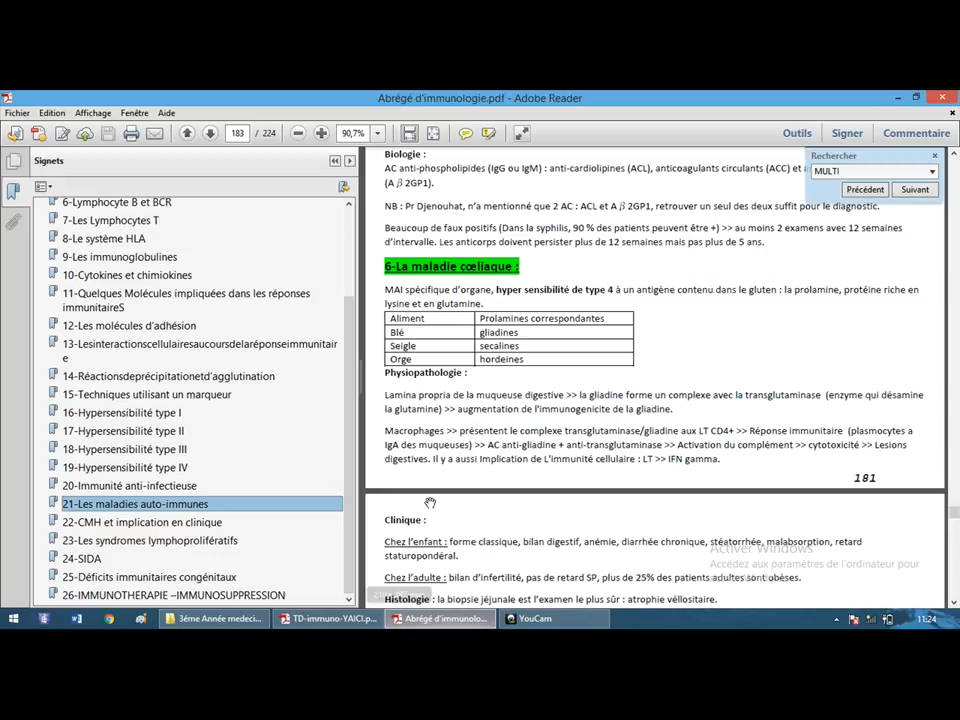 Abrégé d'immunologie.pdf - Adobe Reader
Fichier Edition Affichage Fenêtre Aide
183 / 224 90,7% Outils Signer Commentaire
Signets
6-Lymphocyte B et BCR
7-Les Lymphocytes T
8-Le système HLA
9-Les immunoglobulines
10-Cytokines et chimiokines
11-Quelques Molécules impliquées dans les réponses
immunitaireS
12-Les molécules d'adhésion
13-Lesinteractionscellulairesaucoursdelaréponseimmunitair
e
14-Réactionsdeprécipitationetd'agglutination
15-Techniques utilisant un marqueur
16-Hypersensibilité type I
17-Hypersensibilité type II
18-Hypersensibilité type III
19-Hypersensibilité type IV
20-Immunité anti-infectieuse
21-Les maladies auto-immunes
22-CMH et implication en clinique
23-Les syndromes lymphoprolifératifs
24-SIDA
25-Déficits immunitaires congénitaux
26-IMMUNOTHERAPIE –IMMUNOSUPPRESSION
Rechercher
MULTI
Précédent Suivant
Biologie :
AC anti-phospholipides (IgG ou IgM) : anti-cardiolipines (ACL), anticoagulants circulants (ACC) et a
(A β 2GP1).
NB : Pr Djenouhat, n'a mentionné que 2 AC : ACL et A β 2GP1, retrouver un seul des deux suffit pour le diagnostic.
Beaucoup de faux positifs (Dans la syphilis, 90 % des patients peuvent être +) >> au moins 2 examens avec 12 semaines
d'intervalle. Les anticorps doivent persister plus de 12 semaines mais pas plus de 5 ans.
6-La maladie cœliaque :
MAI spécifique d'organe, hyper sensibilité de type 4 à un antigène contenu dans le gluten : la prolamine, protéine riche en
lysine et en glutamine.
Aliment Prolamines correspondantes
Blé gliadines
Seigle secalines
Orge hordeines
Physiopathologie :
Lamina propria de la muqueuse digestive >> la gliadine forme un complexe avec la transglutaminase (enzyme qui désamine
la glutamine) >> augmentation de l'immunogenicite de la gliadine.
Macrophages >> présentent le complexe transglutaminase/gliadine aux LT CD4+ >> Réponse immunitaire (plasmocytes a
IgA des muqueuses) >> AC anti-gliadine + anti-transglutaminase >> Activation du complément >> cytotoxicité >> Lesions
digestives. Il y a aussi Implication de L'immunité cellulaire : LT >> IFN gamma.
181
Clinique :
Chez l'enfant : forme classique, bilan digestif, anémie, diarrhée chronique, stéatorrhée, malabsorption, retard
staturopondéral.
Chez l'adulte : bilan d'infertilité, pas de retard SP, plus de 25% des patients adultes sont obèses.
Histologie : la biopsie jéjunale est l'examen le plus sûr : atrophie véllositaire.
Activer Windows
Accédez aux paramètres de l'ordinateur pour
3éme Année medeci... TD-immuno-YAICI.p... Abrégé d'immunolo... YouCam 11:24